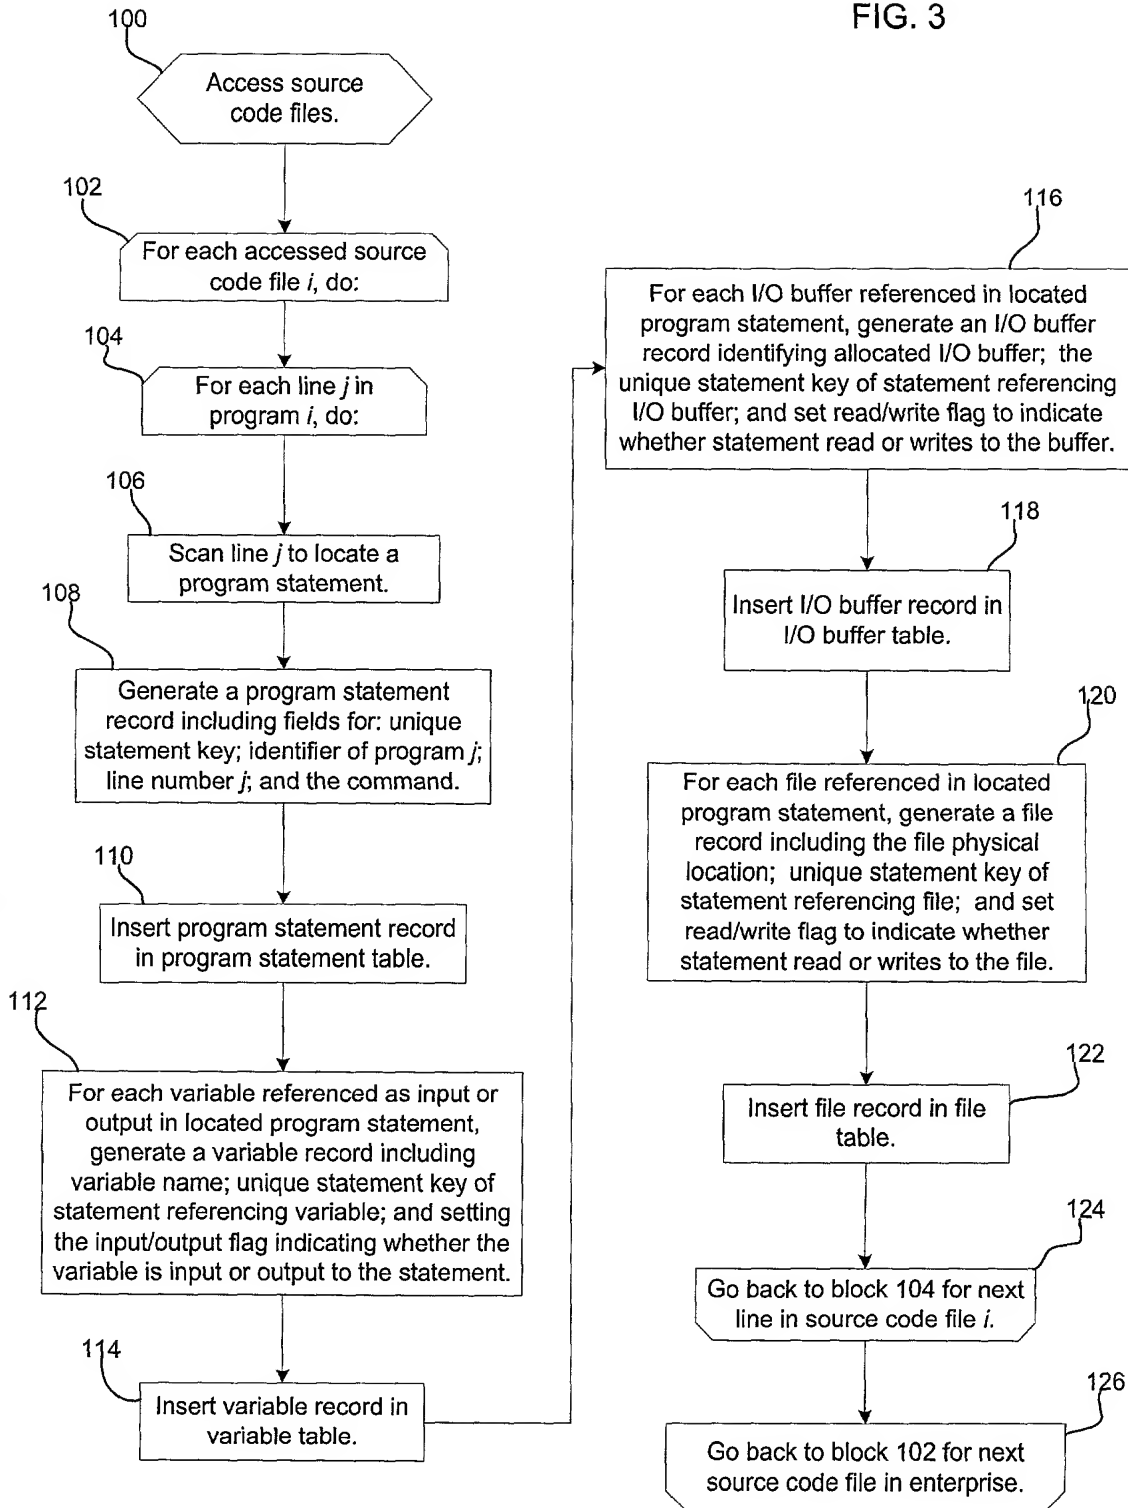 FIG. 3
100
Access source
code files.
102
For each accessed source
code file i, do:
104
For each line j in
program i, do:
106
Scan line j to locate a
program statement.
108
Generate a program statement
record including fields for: unique
statement key; identifier of program j;
line number j; and the command.
110
Insert program statement record
in program statement table.
112
For each variable referenced as input or
output in located program statement,
generate a variable record including
variable name; unique statement key of
statement referencing variable; and setting
the input/output flag indicating whether the
variable is input or output to the statement.
114
Insert variable record in
variable table.
116
For each I/O buffer referenced in located
program statement, generate an I/O buffer
record identifying allocated I/O buffer; the
unique statement key of statement referencing
I/O buffer; and set read/write flag to indicate
whether statement read or writes to the buffer.
118
Insert I/O buffer record in
I/O buffer table.
120
For each file referenced in located
program statement, generate a file
record including the file physical
location; unique statement key of
statement referencing file; and set
read/write flag to indicate whether
statement read or writes to the file.
122
Insert file record in file
table.
124
Go back to block 104 for next
line in source code file i.
126
Go back to block 102 for next
source code file in enterprise.